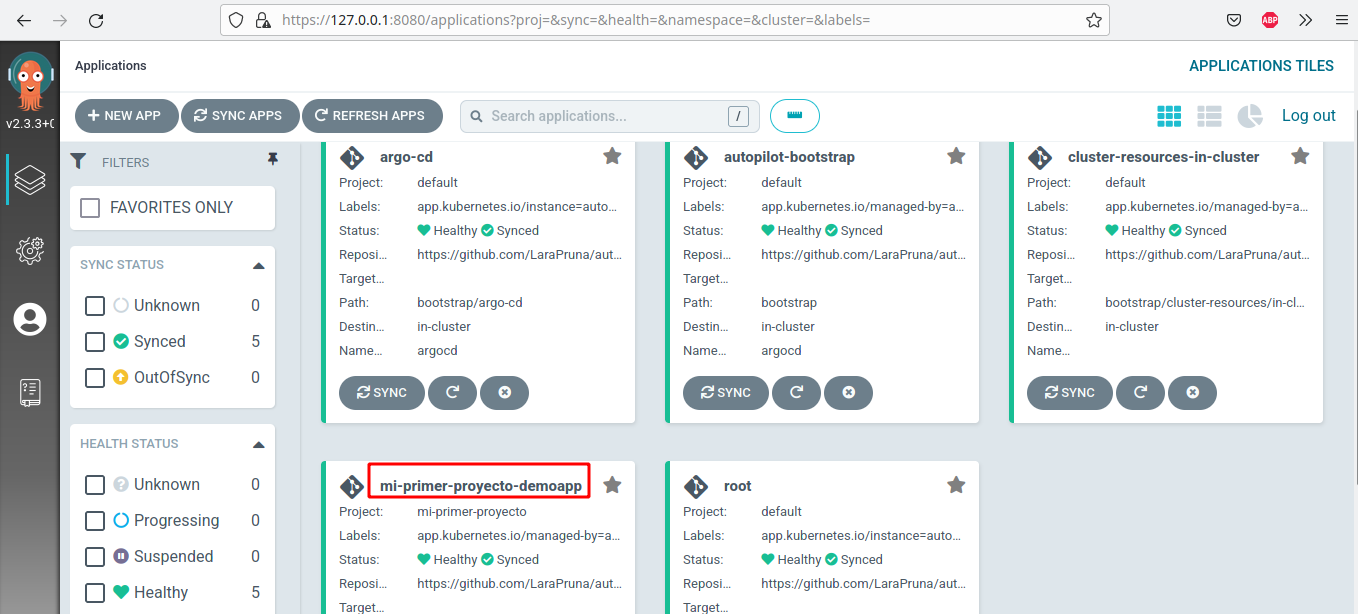 https://127.0.0.1:8080/applications?proj=&sync=&health=&namespace=&cluster=&labels=
ABP
v2.3.3+
Applications
APPLICATIONS TILES
NEW APP
SYNC APPS
REFRESH APPS
Search applications...
/
Log out
FILTERS
FAVORITES ONLY
SYNC STATUS
Unknown 0
Synced 5
OutOfSync 0
HEALTH STATUS
Unknown 0
Progressing 0
Suspended 0
Healthy 5
argo-cd
Project: default
Labels: app.kubernetes.io/instance=auto...
Status: Healthy Synced
Reposi... https://github.com/LaraPruna/aut...
Target...
Path: bootstrap/argo-cd
Destin... in-cluster
Name... argocd
SYNC
autopilot-bootstrap
Project: default
Labels: app.kubernetes.io/managed-by=a...
Status: Healthy Synced
Reposi... https://github.com/LaraPruna/aut...
Target...
Path: bootstrap
Destin... in-cluster
Name... argocd
SYNC
cluster-resources-in-cluster
Project: default
Labels: app.kubernetes.io/managed-by=a...
Status: Healthy Synced
Reposi... https://github.com/LaraPruna/aut...
Target...
Path: bootstrap/cluster-resources/in-cl...
Destin... in-cluster
Name...
SYNC
mi-primer-proyecto-demoapp
Project: mi-primer-proyecto
Labels: app.kubernetes.io/managed-by=a...
Status: Healthy Synced
Reposi... https://github.com/LaraPruna/aut...
Target...
root
Project: default
Labels: app.kubernetes.io/instance=auto...
Status: Healthy Synced
Reposi... https://github.com/LaraPruna/aut...
Target...